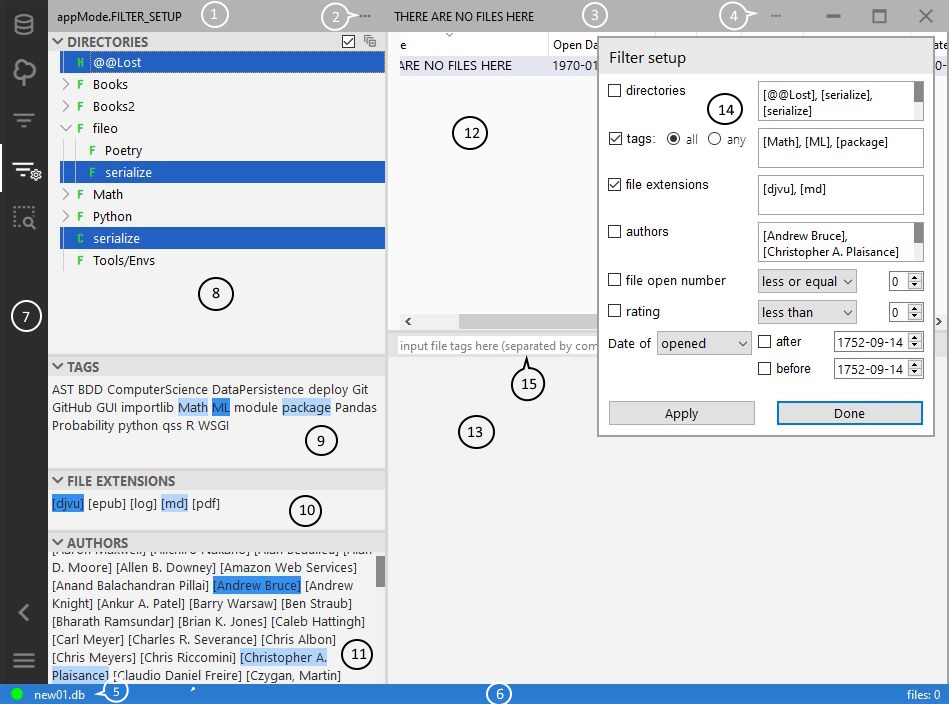 appMode.FILTER_SETUP 1 2 ... THERE ARE NO FILES HERE 3 4 ...
DIRECTORIES
H @@Lost
F Books
F Books2
F fileo
F Poetry
F serialize
F Math
F Python
C serialize
F Tools/Envs
8
7
TAGS
AST BDD ComputerScience DataPersistence deploy Git
GitHub GUI importlib Math ML module package Pandas
Probability python qss R WSGI
9
FILE EXTENSIONS
[djvu] [epub] [log] [md] [pdf]
10
AUTHORS
[Aaron Maxwell] [Aiichiro Nakano] [Alan Beaulieu] [Alan
D. Moore] [Allen B. Downey] [Amazon Web Services]
[Anand Balachandran Pillai] [Andrew Bruce] [Andrew
Knight] [Ankur A. Patel] [Barry Warsaw] [Ben Straub]
[Bharath Ramsundar] [Brian K. Jones] [Caleb Hattingh]
[Carl Meyer] [Charles R. Severance] [Chris Albon]
[Chris Meyers] [Chris Riccomini] [Christopher A.
Plaisance] [Claudio Daniel Freire] [Czygan, Martin]
11
e Open Da
ARE NO FILES HERE 1970-01
12
input file tags here (separated by com
15
13
Filter setup
directories [@@Lost], [serialize],
[serialize]
14
tags: all any [Math], [ML], [package]
file extensions [djvu], [md]
authors [Andrew Bruce],
[Christopher A. Plaisance]
file open number less or equal 0
rating less than 0
Date of opened after 1752-09-14
before 1752-09-14
Apply Done
new01.db 5 6 files: 0